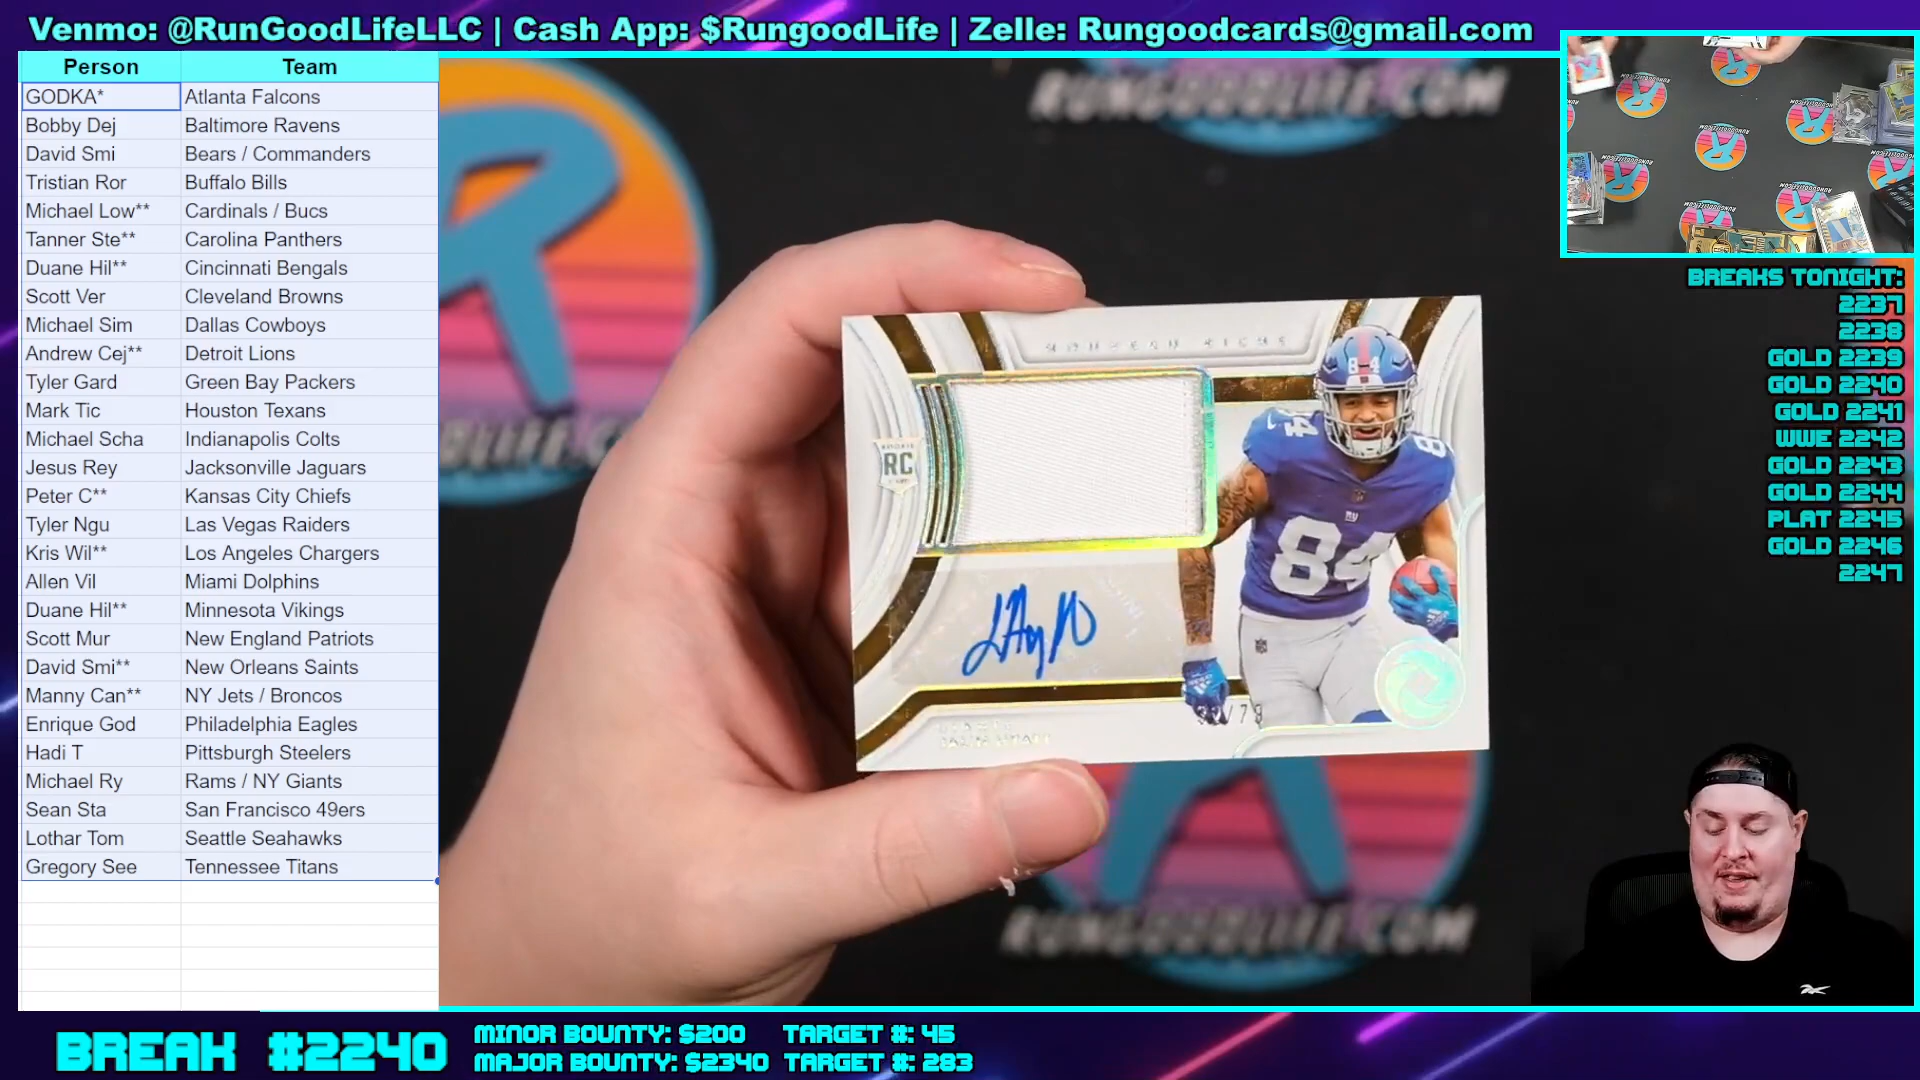 Venmo: @RunGoodLifeLLC | Cash App: $RungoodLife | Zelle: Rungoodcards@gmail.com
Person Team
GODKA* Atlanta Falcons
Bobby Dej Baltimore Ravens
David Smi Bears / Commanders
Tristian Ror Buffalo Bills
Michael Low** Cardinals / Bucs
Tanner Ste** Carolina Panthers
Duane Hil** Cincinnati Bengals
Scott Ver Cleveland Browns
Michael Sim Dallas Cowboys
Andrew Cej** Detroit Lions
Tyler Gard Green Bay Packers
Mark Tic Houston Texans
Michael Scha Indianapolis Colts
Jesus Rey Jacksonville Jaguars
Peter C** Kansas City Chiefs
Tyler Ngu Las Vegas Raiders
Kris Wil** Los Angeles Chargers
Allen Vil Miami Dolphins
Duane Hil** Minnesota Vikings
Scott Mur New England Patriots
David Smi** New Orleans Saints
Manny Can** NY Jets / Broncos
Enrique God Philadelphia Eagles
Hadi T Pittsburgh Steelers
Michael Ry Rams / NY Giants
Sean Sta San Francisco 49ers
Lothar Tom Seattle Seahawks
Gregory See Tennessee Titans
RUNGOODLIFE.COM
RC
84
84
84
RUNGOODLIFE.COM
BREAKS TONIGHT:
2237
2238
GOLD 2239
GOLD 2240
GOLD 2241
WWE 2242
GOLD 2243
GOLD 2244
PLAT 2245
GOLD 2246
2247
BREAK #2240
MINOR BOUNTY: $200 TARGET #: 45
MAJOR BOUNTY: $2340 TARGET #: 283